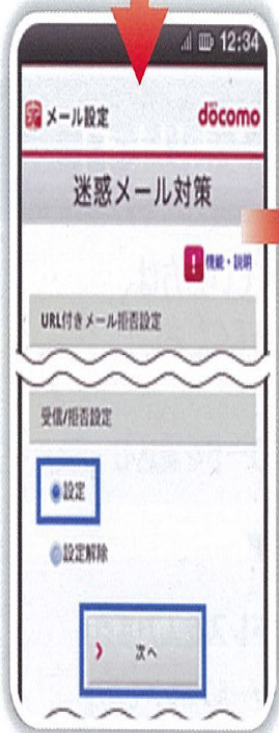 12:34
メール設定
döcomo
迷惑メール対策
! 機能・説明
URL付きメール拒否設定
受信/拒否設定
設定
設定解除
次へ